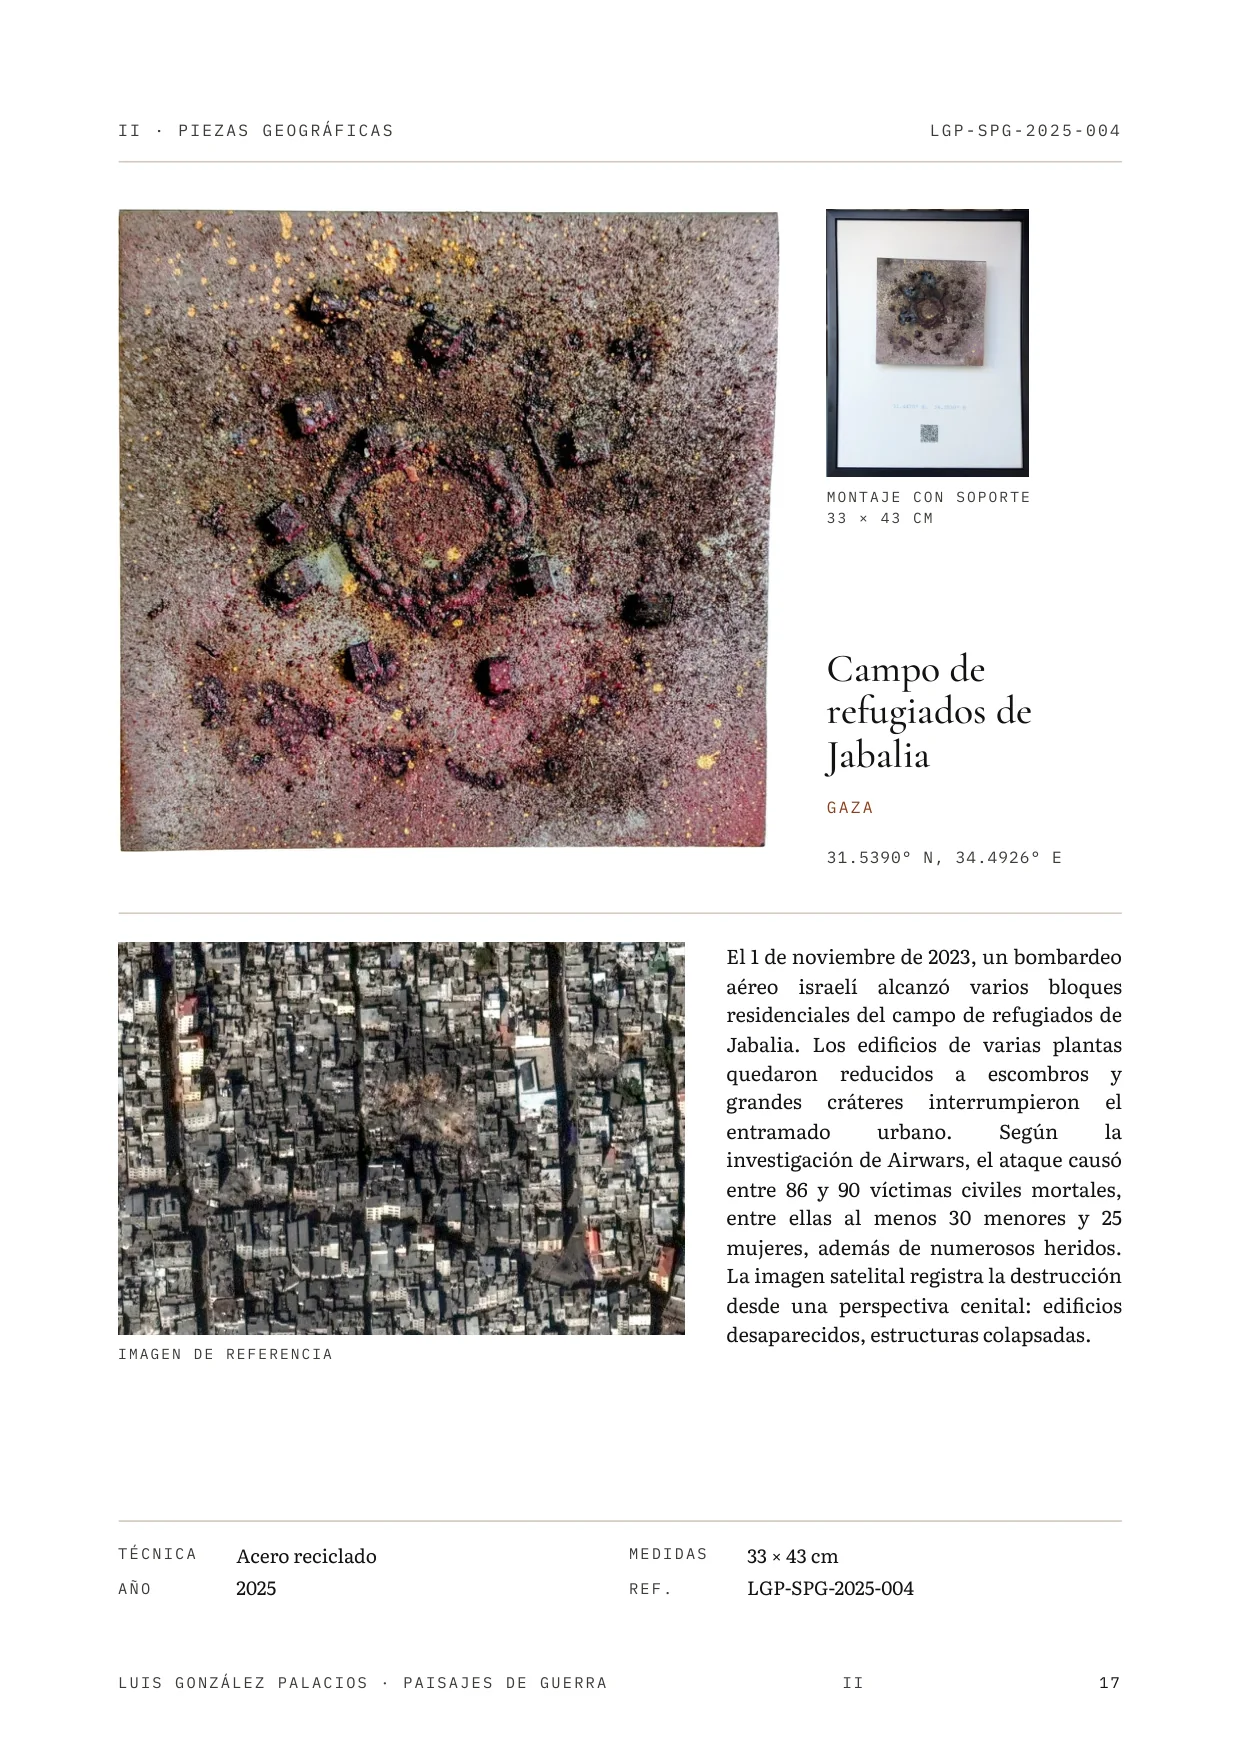 II · PIEZAS GEOGRÁFICAS
LGP-SPG-2025-004
MONTAJE CON SOPORTE
33 × 43 CM
Campo de
refugiados de
Jabalia
GAZA
31.5390° N, 34.4926° E
El 1 de noviembre de 2023, un bombardeo
aéreo israelí alcanzó varios bloques
residenciales del campo de refugiados de
Jabalia. Los edificios de varias plantas
quedaron reducidos a escombros y
grandes cráteres interrumpieron el
entramado urbano. Según la
investigación de Airwars, el ataque causó
entre 86 y 90 víctimas civiles mortales,
entre ellas al menos 30 menores y 25
mujeres, además de numerosos heridos.
La imagen satelital registra la destrucción
desde una perspectiva cenital: edificios
desaparecidos, estructuras colapsadas.
IMAGEN DE REFERENCIA
TÉCNICA Acero reciclado
MEDIDAS 33 × 43 cm
AÑO 2025
REF. LGP-SPG-2025-004
LUIS GONZÁLEZ PALACIOS · PAISAJES DE GUERRA
II
17